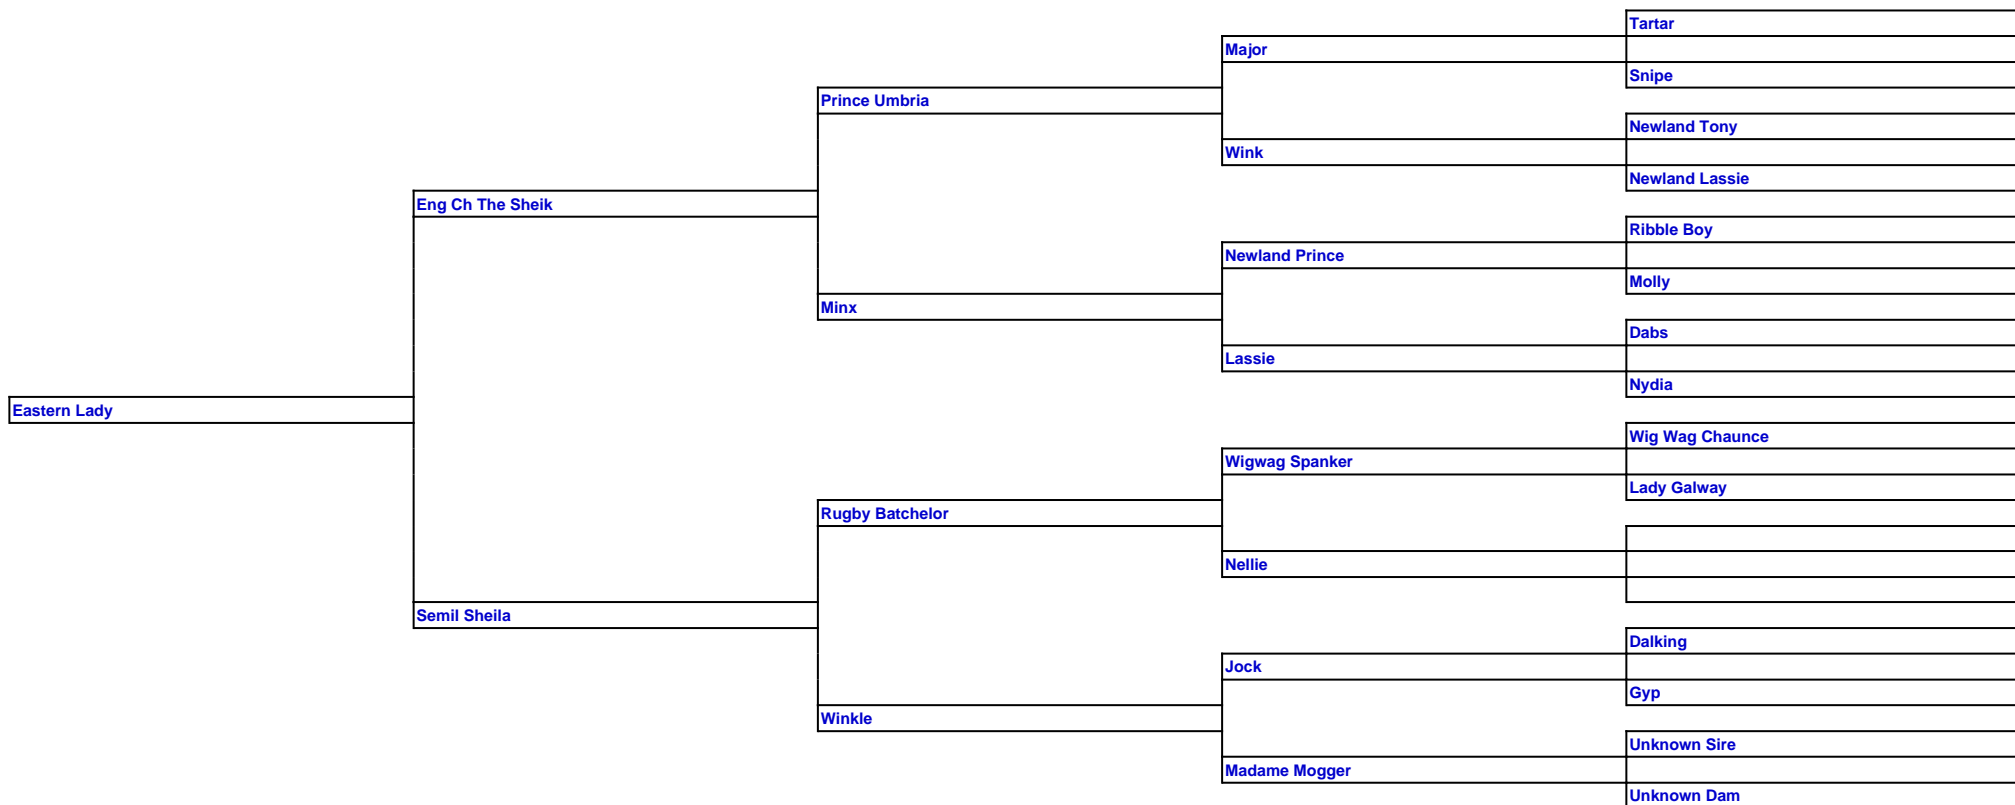 Tartar
Major
Snipe
Prince Umbria
Newland Tony
Wink
Newland Lassie
Eng Ch The Sheik
Ribble Boy
Newland Prince
Molly
Minx
Dabs
Lassie
Nydia
Eastern Lady
Wig Wag Chaunce
Wigwag Spanker
Lady Galway
Rugby Batchelor
Nellie
Semil Sheila
Dalking
Jock
Gyp
Winkle
Unknown Sire
Madame Mogger
Unknown Dam